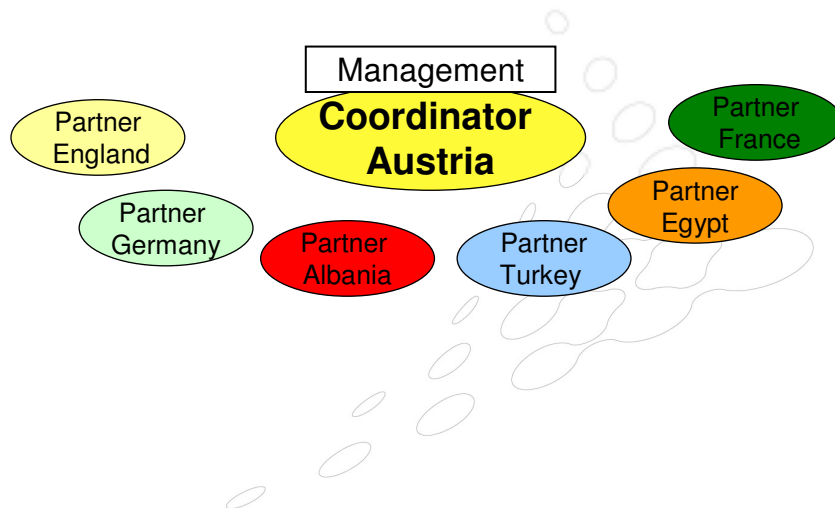 Management
Coordinator
Austria
Partner
England
Partner
France
Partner
Germany
Partner
Egypt
Partner
Albania
Partner
Turkey